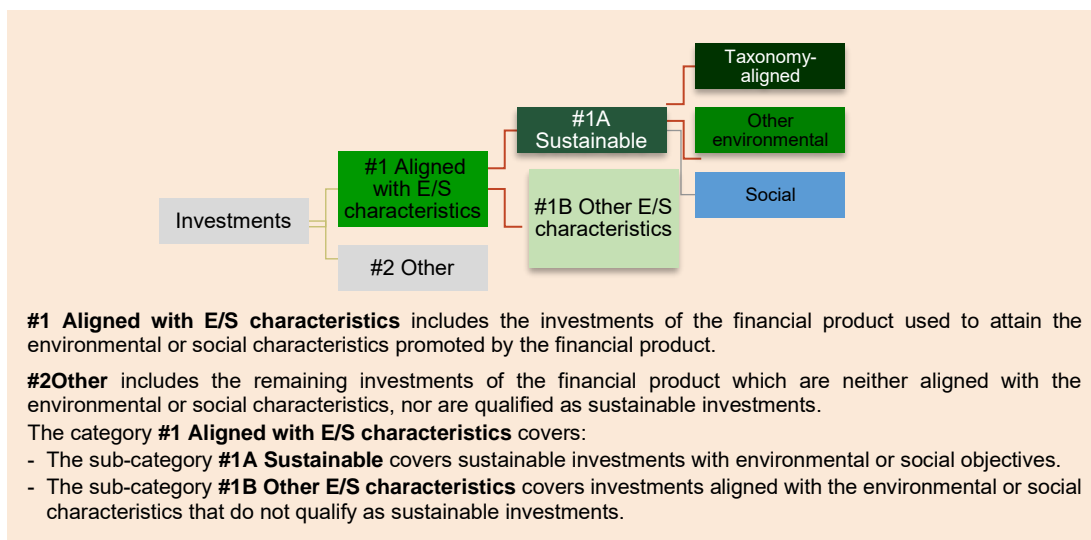 Taxonomy-
aligned
#1A
Sustainable
Other
environmental
#1 Aligned
with E/S
characteristics
Social
#1B Other E/S
characteristics
Investments
#2 Other
#1 Aligned with E/S characteristics includes the investments of the financial product used to attain the
environmental or social characteristics promoted by the financial product.
#2Other includes the remaining investments of the financial product which are neither aligned with the
environmental or social characteristics, nor are qualified as sustainable investments.
The category #1 Aligned with E/S characteristics covers:
- The sub-category #1A Sustainable covers sustainable investments with environmental or social objectives.
- The sub-category #1B Other E/S characteristics covers investments aligned with the environmental or social
characteristics that do not qualify as sustainable investments.